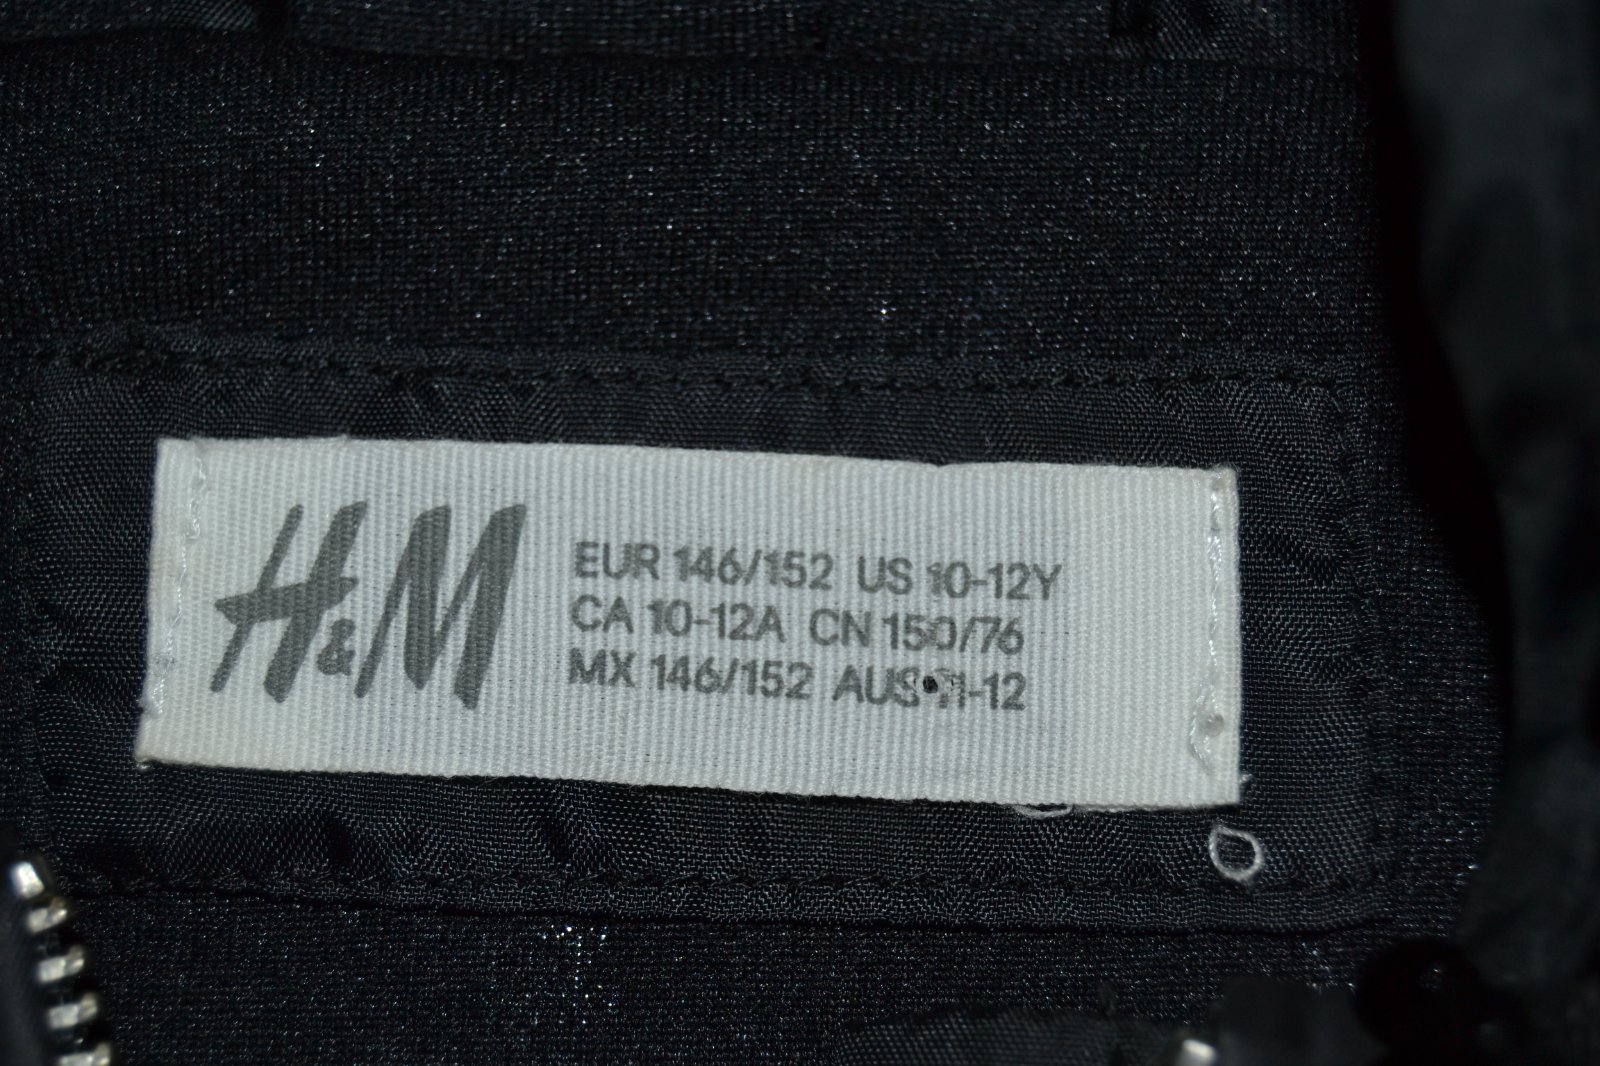 H&M
EUR 146/152 US 10-12Y
CA 10-12A CN 150/76
MX 146/152 AUS 11-12